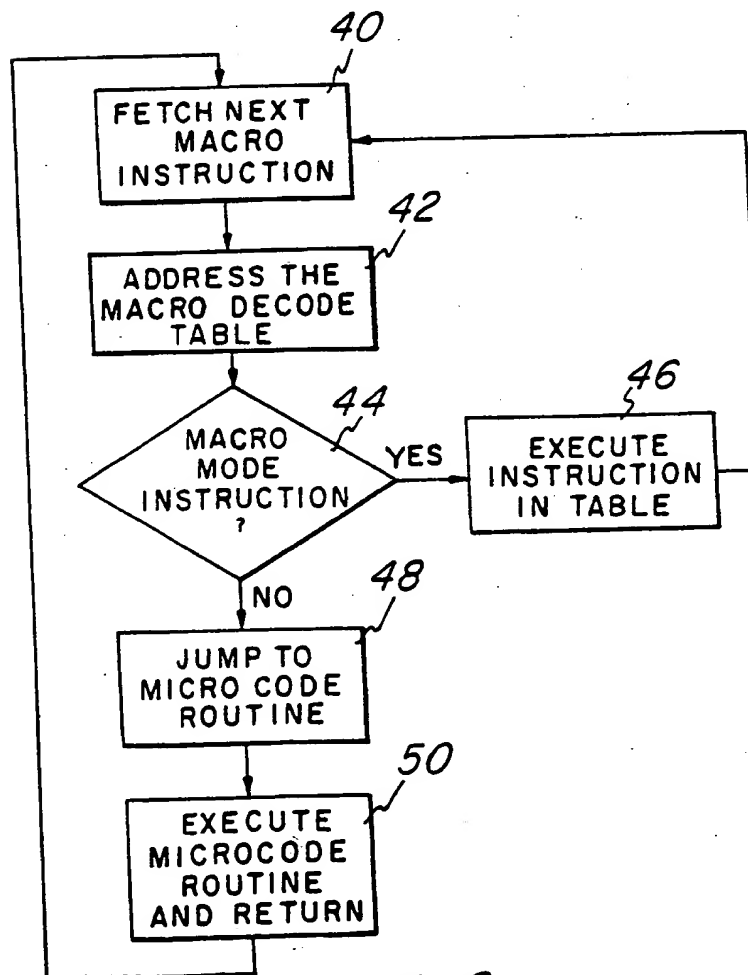 40
FETCH NEXT
MACRO
INSTRUCTION
42
ADDRESS THE
MACRO DECODE
TABLE
44
MACRO
MODE
INSTRUCTION
?
YES
46
EXECUTE
INSTRUCTION
IN TABLE
NO
48
JUMP TO
MICRO CODE
ROUTINE
50
EXECUTE
MICROCODE
ROUTINE
AND RETURN